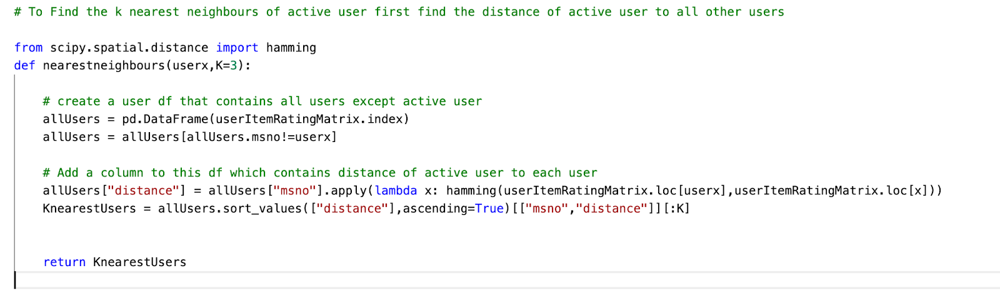 # To Find the k nearest neighbours of active user first find the distance of active user to all other users
from scipy.spatial.distance import hamming
def nearestneighbours(userx,K=3):
# create a user df that contains all users except active user
allUsers = pd.DataFrame(userItemRatingMatrix.index)
allUsers = allUsers[allUsers.msno!=userx]
# Add a column to this df which contains distance of active user to each user
allUsers["distance"] = allUsers["msno"].apply(lambda x: hamming(userItemRatingMatrix.loc[userx],userItemRatingMatrix.loc[x]))
KnearestUsers = allUsers.sort_values(["distance"],ascending=True)[["msno","distance"]][:K]
return KnearestUsers